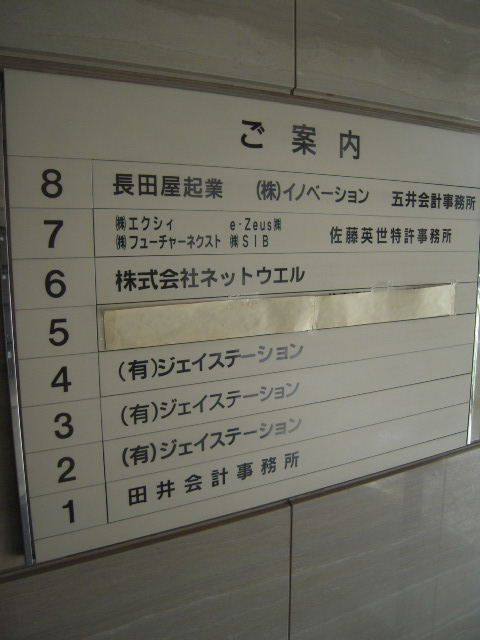 ご案内
8 長田屋起業 (株)イノベーション 五井会計事務所
7 ㈱エクシィ e・Zeus㈱ 佐藤英世特許事務所
㈱フューチャーネクスト ㈱SIB
6 株式会社ネットウエル
5
4 (有)ジェイステーション
3 (有)ジェイステーション
2 (有)ジェイステーション
1 田井会計事務所